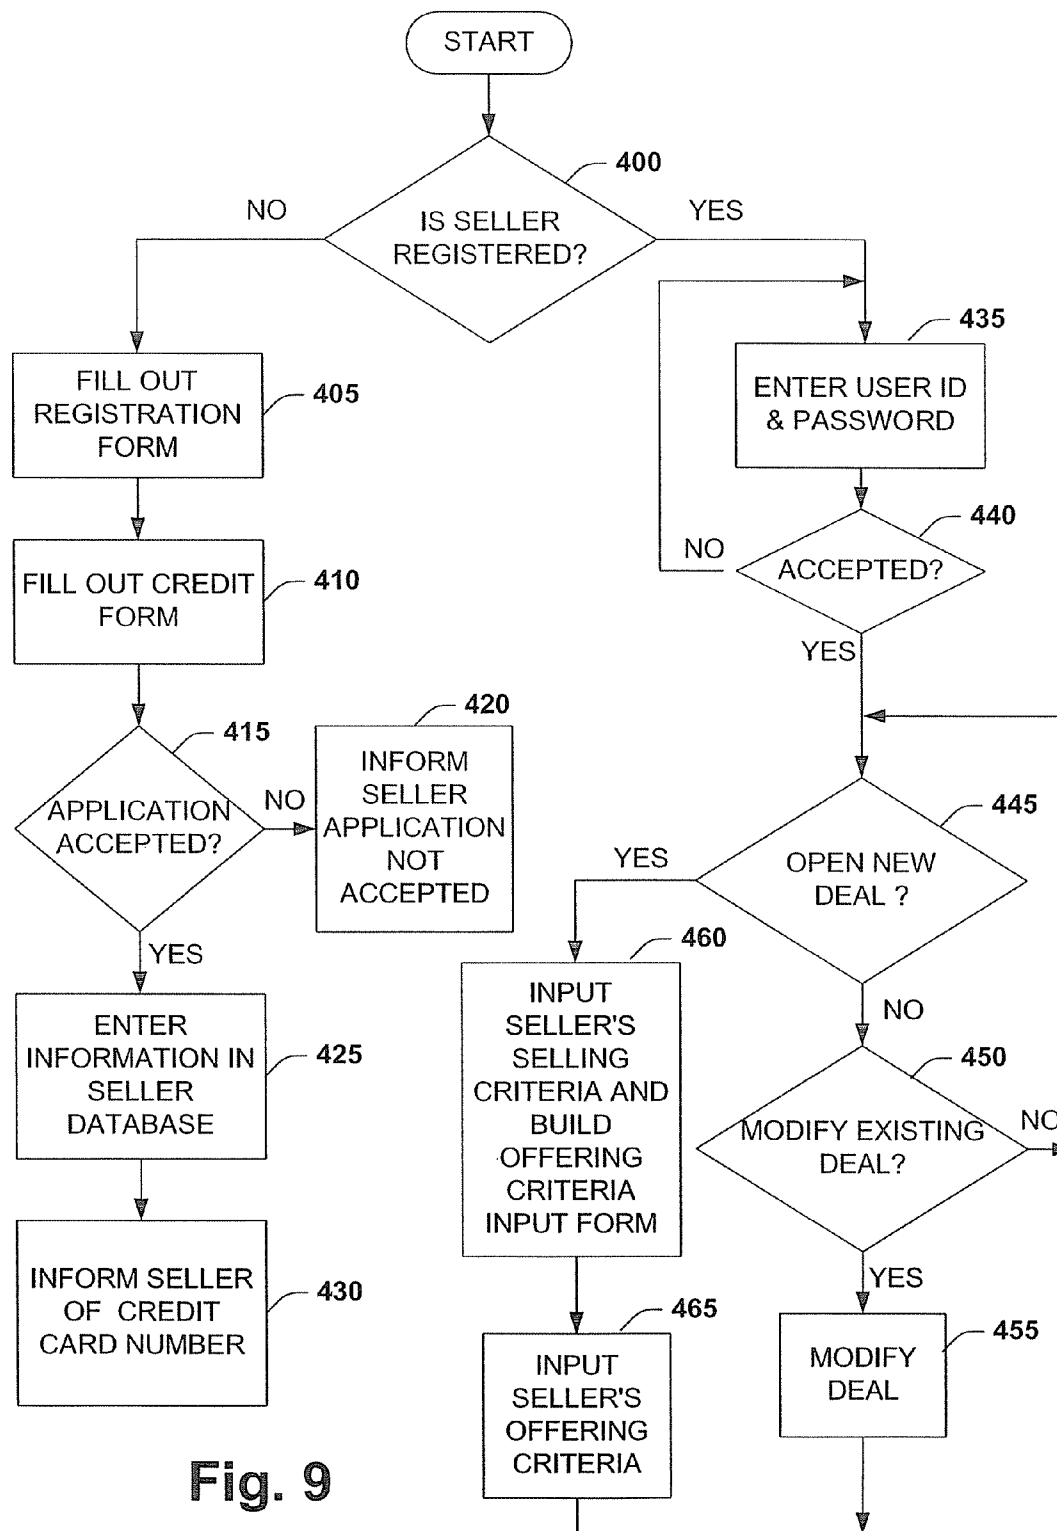 START
400
NO
IS SELLER
REGISTERED?
YES
FILL OUT
REGISTRATION
FORM
405
FILL OUT CREDIT
FORM
410
415
APPLICATION
ACCEPTED?
NO
420
INFORM
SELLER
APPLICATION
NOT
ACCEPTED
YES
ENTER
INFORMATION IN
SELLER
DATABASE
425
INFORM SELLER
OF CREDIT
CARD NUMBER
430
435
ENTER USER ID
& PASSWORD
440
NO
ACCEPTED?
YES
445
YES
OPEN NEW
DEAL ?
460
INPUT
SELLER'S
SELLING
CRITERIA AND
BUILD
OFFERING
CRITERIA
INPUT FORM
NO
450
MODIFY EXISTING
DEAL?
NO
YES
465
INPUT
SELLER'S
OFFERING
CRITERIA
455
MODIFY
DEAL
Fig. 9